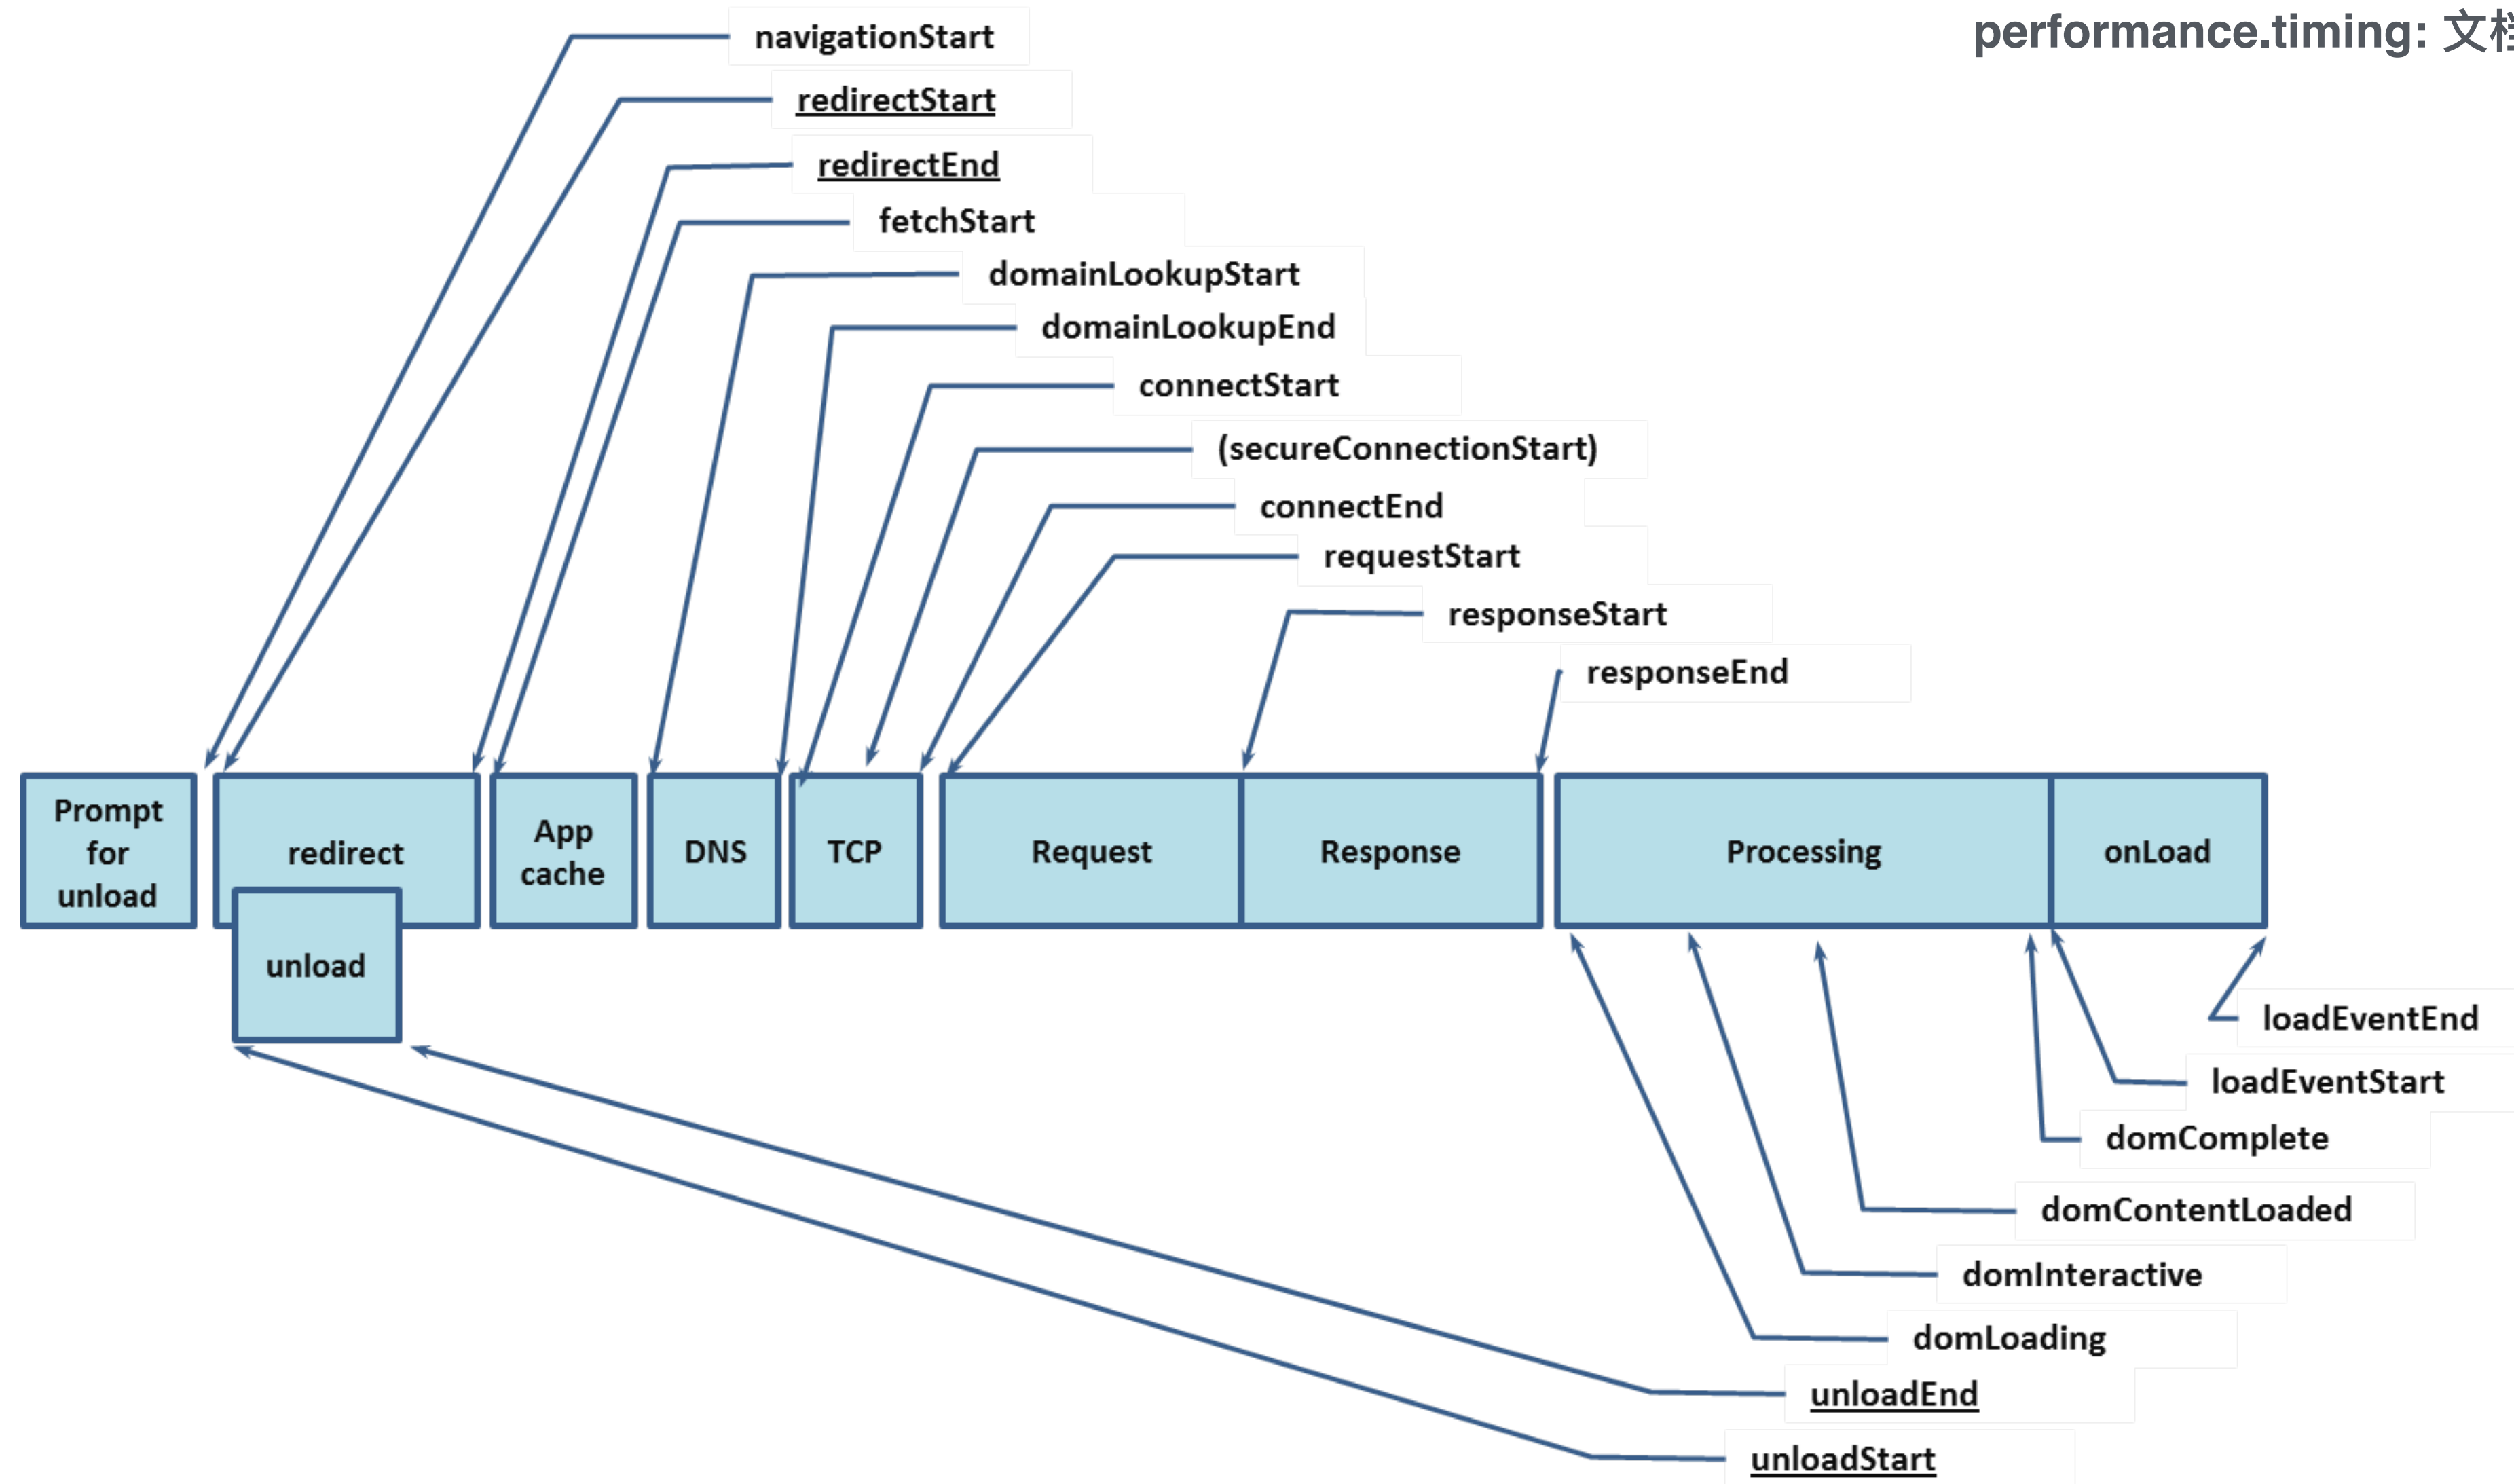 performance.timing: 文档
navigationStart
redirectStart
redirectEnd
fetchStart
domainLookupStart
domainLookupEnd
connectStart
(secureConnectionStart)
connectEnd
requestStart
responseStart
responseEnd
Prompt
for
unload
redirect
unload
App
cache
DNS
TCP
Request
Response
Processing
onLoad
loadEventEnd
loadEventStart
domComplete
domContentLoaded
domInteractive
domLoading
unloadEnd
unloadStart